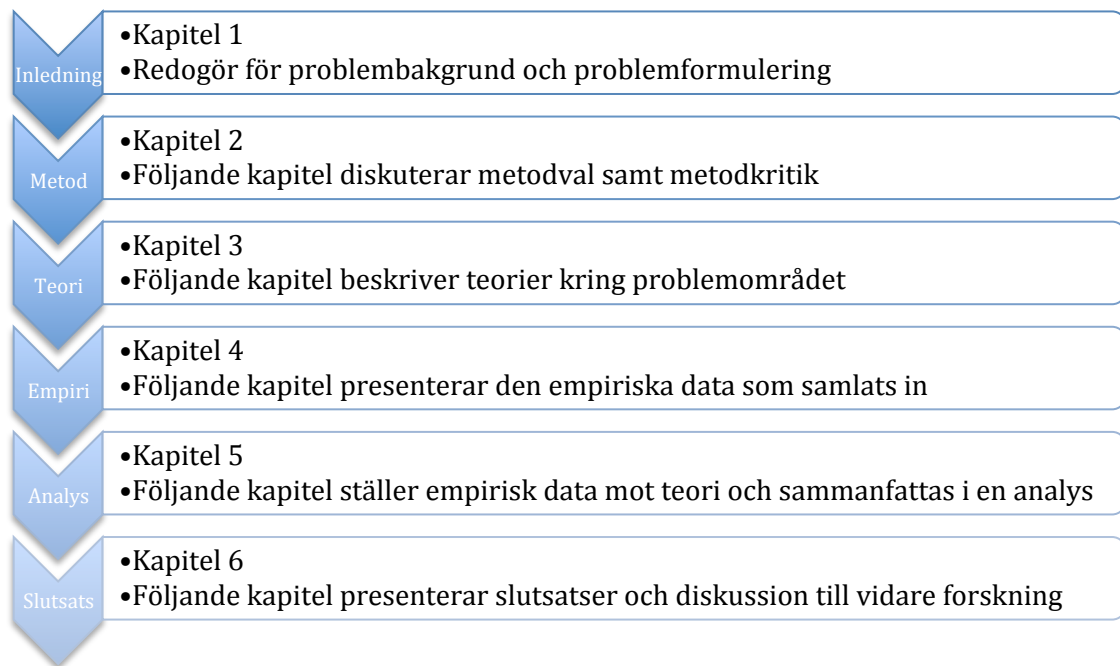 Inledning
•Kapitel 1
•Redogör för problembakgrund och problemformulering
Metod
•Kapitel 2
•Följande kapitel diskuterar metodval samt metodkritik
Teori
•Kapitel 3
•Följande kapitel beskriver teorier kring problemområdet
Empiri
•Kapitel 4
•Följande kapitel presenterar den empiriska data som samlats in
Analys
•Kapitel 5
•Följande kapitel ställer empirisk data mot teori och sammanfattas i en analys
Slutsats
•Kapitel 6
•Följande kapitel presenterar slutsatser och diskussion till vidare forskning